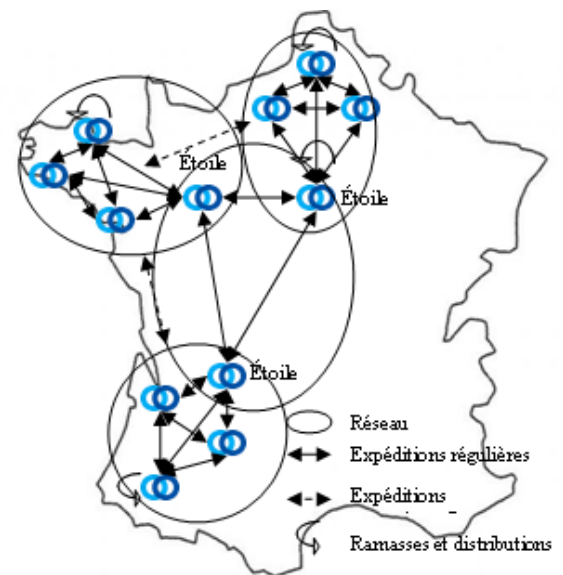 Étoile
Étoile
Étoile
Réseau
Expéditions régulières
Expéditions
Ramasses et distributions